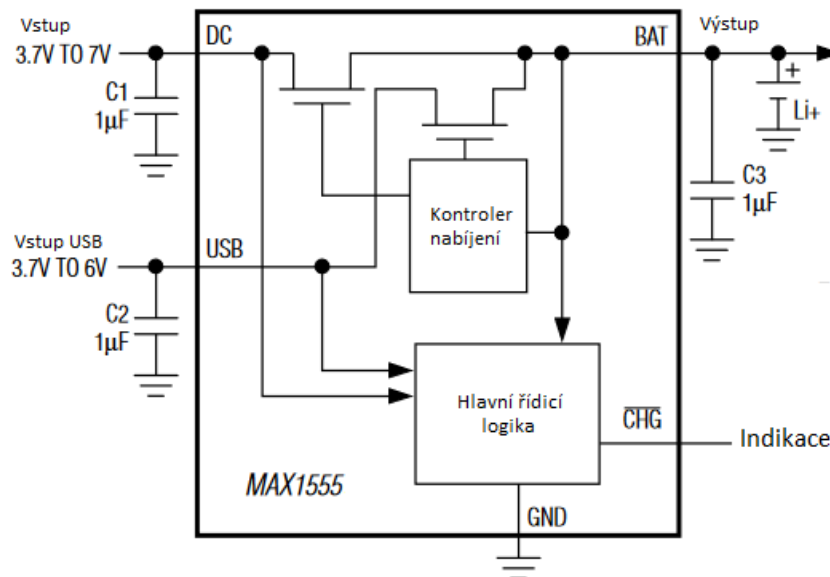 Vstup
3.7V TO 7V
DC
BAT
Výstup
C1
1µF
+
Li+
C3
1µF
Kontroler
nabíjení
Vstup USB
3.7V TO 6V
USB
C2
1µF
Hlavní řídicí
logika
CHG
Indikace
MAX1555
GND